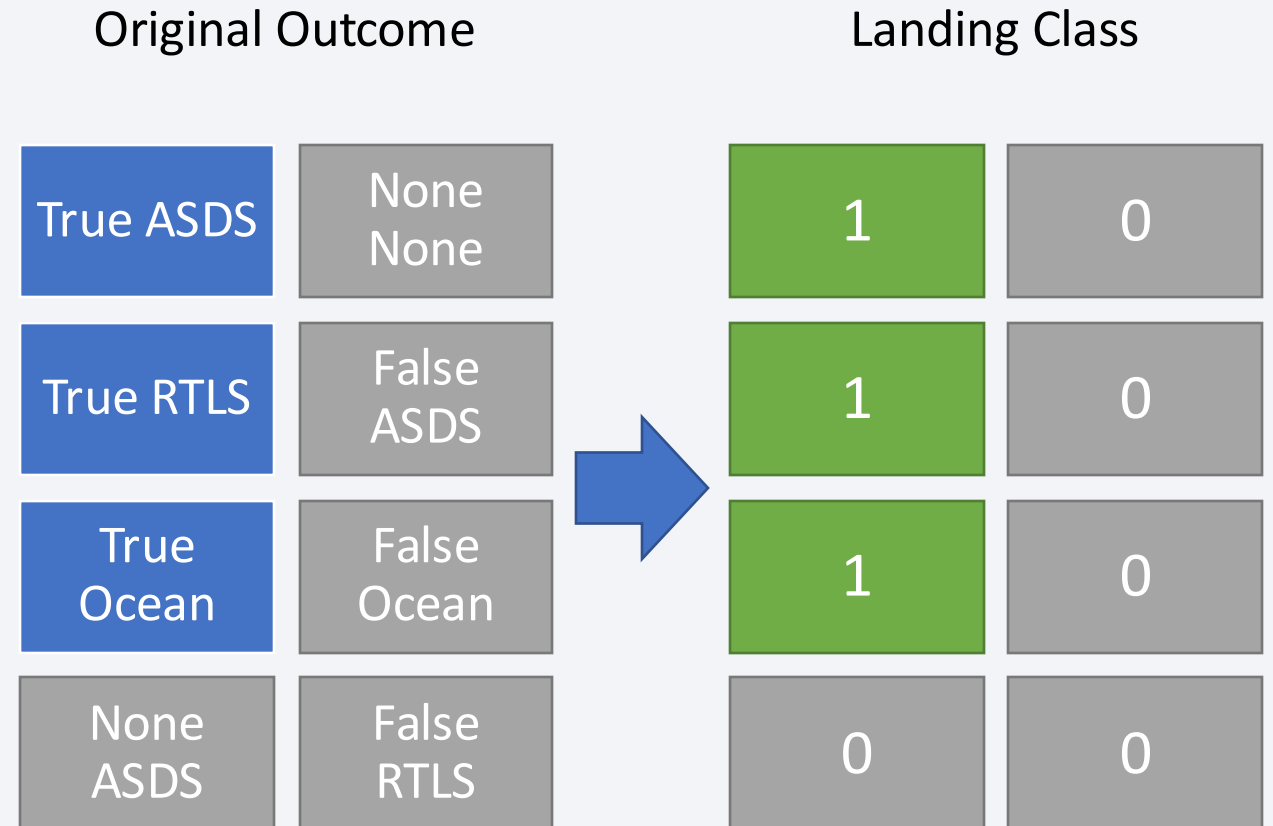 Original Outcome
Landing Class
True ASDS
None
None
1
0
True RTLS
False
ASDS
1
0
True
Ocean
False
Ocean
1
0
None
ASDS
False
RTLS
0
0